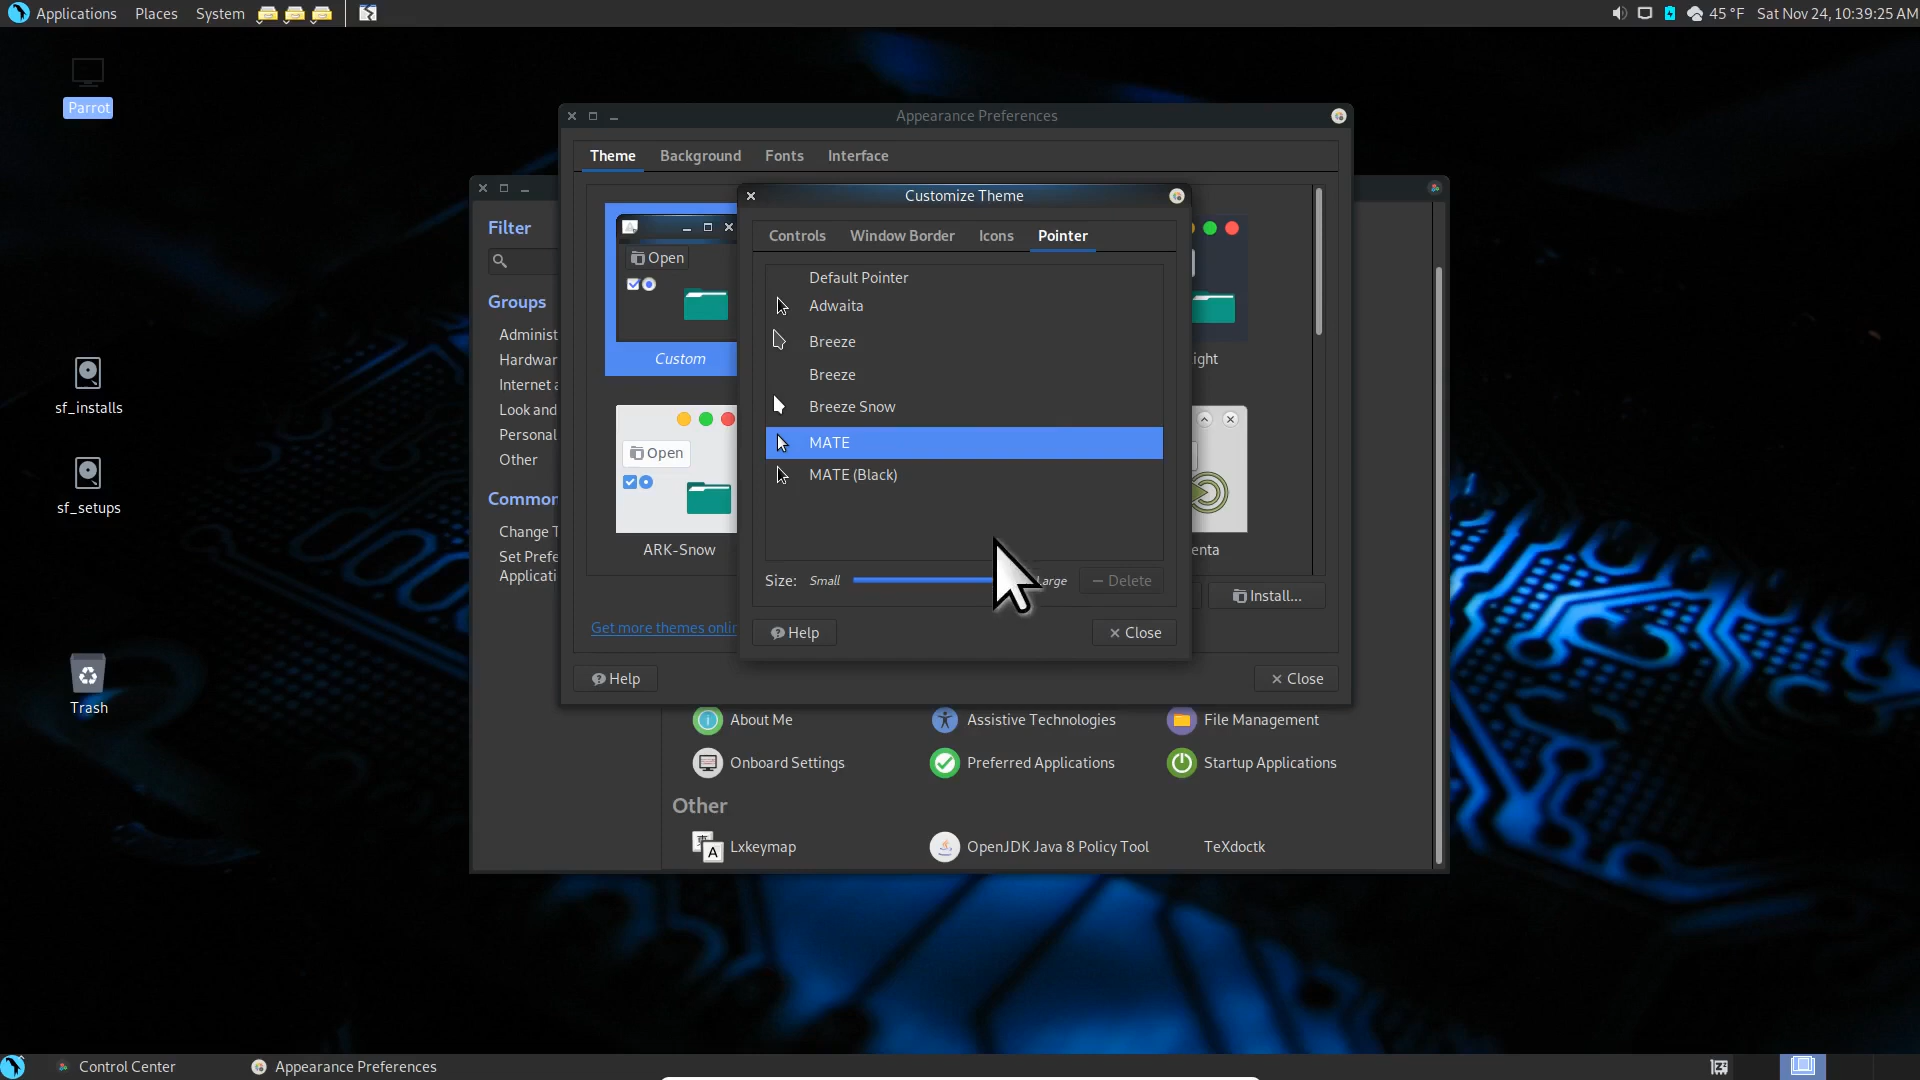 Applications Places System
45 °F Sat Nov 24, 10:39:25 AM
Parrot
sf_installs
sf_setups
Trash
Appearance Preferences
Theme Background Fonts Interface
Filter
Groups
Administ
Hardwar
Internet a
Look and
Personal
Other
Common
Change T
Set Prefe
Applicati
Open
Custom
Open
ARK-Snow
ight
enta
Install...
Get more themes onlin
Help
Close
Customize Theme
Controls Window Border Icons Pointer
Default Pointer
Adwaita
Breeze
Breeze
Breeze Snow
MATE
MATE (Black)
Size: Small arge Delete
Help
Close
About Me Assistive Technologies File Management
Onboard Settings Preferred Applications Startup Applications
Other
Lxkeymap OpenJDK Java 8 Policy Tool TeXdoctk
Control Center Appearance Preferences